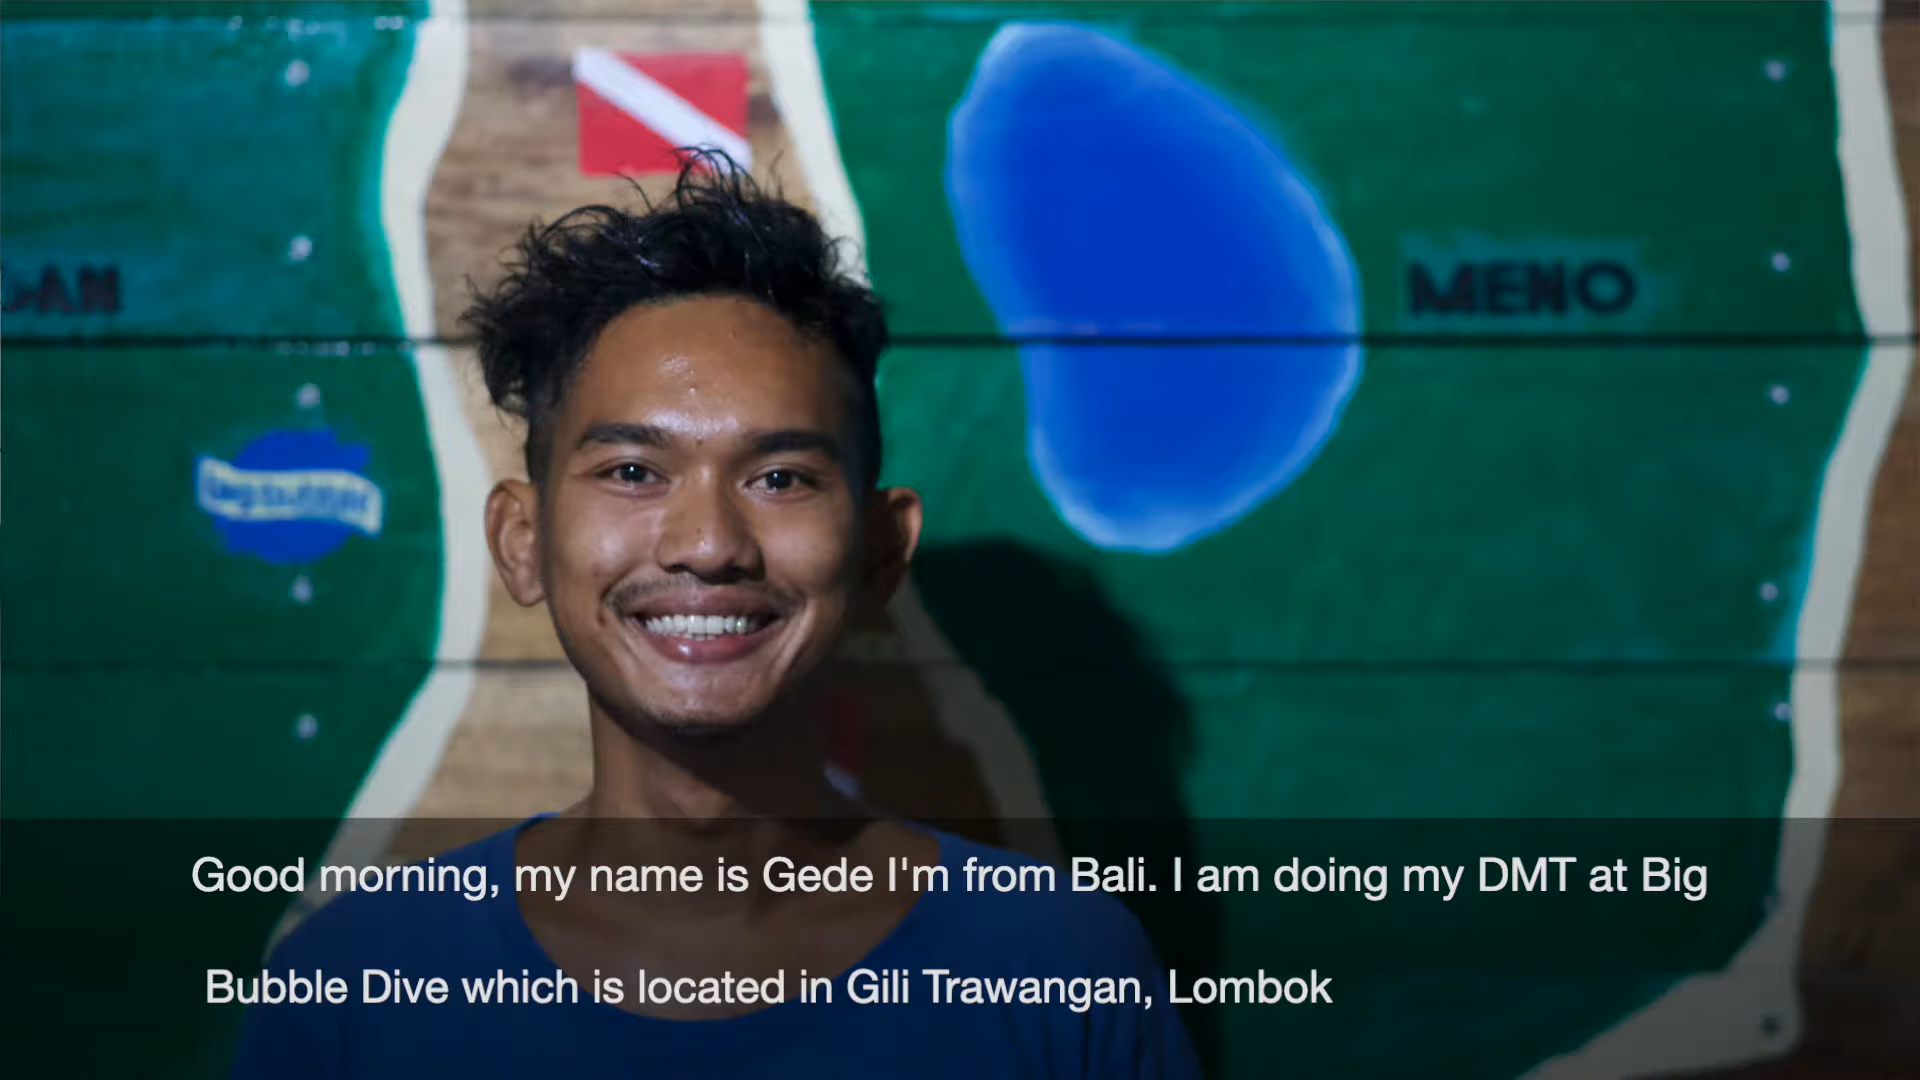 MENO
Good morning, my name is Gede I'm from Bali. I am doing my DMT at Big
Bubble Dive which is located in Gili Trawangan, Lombok